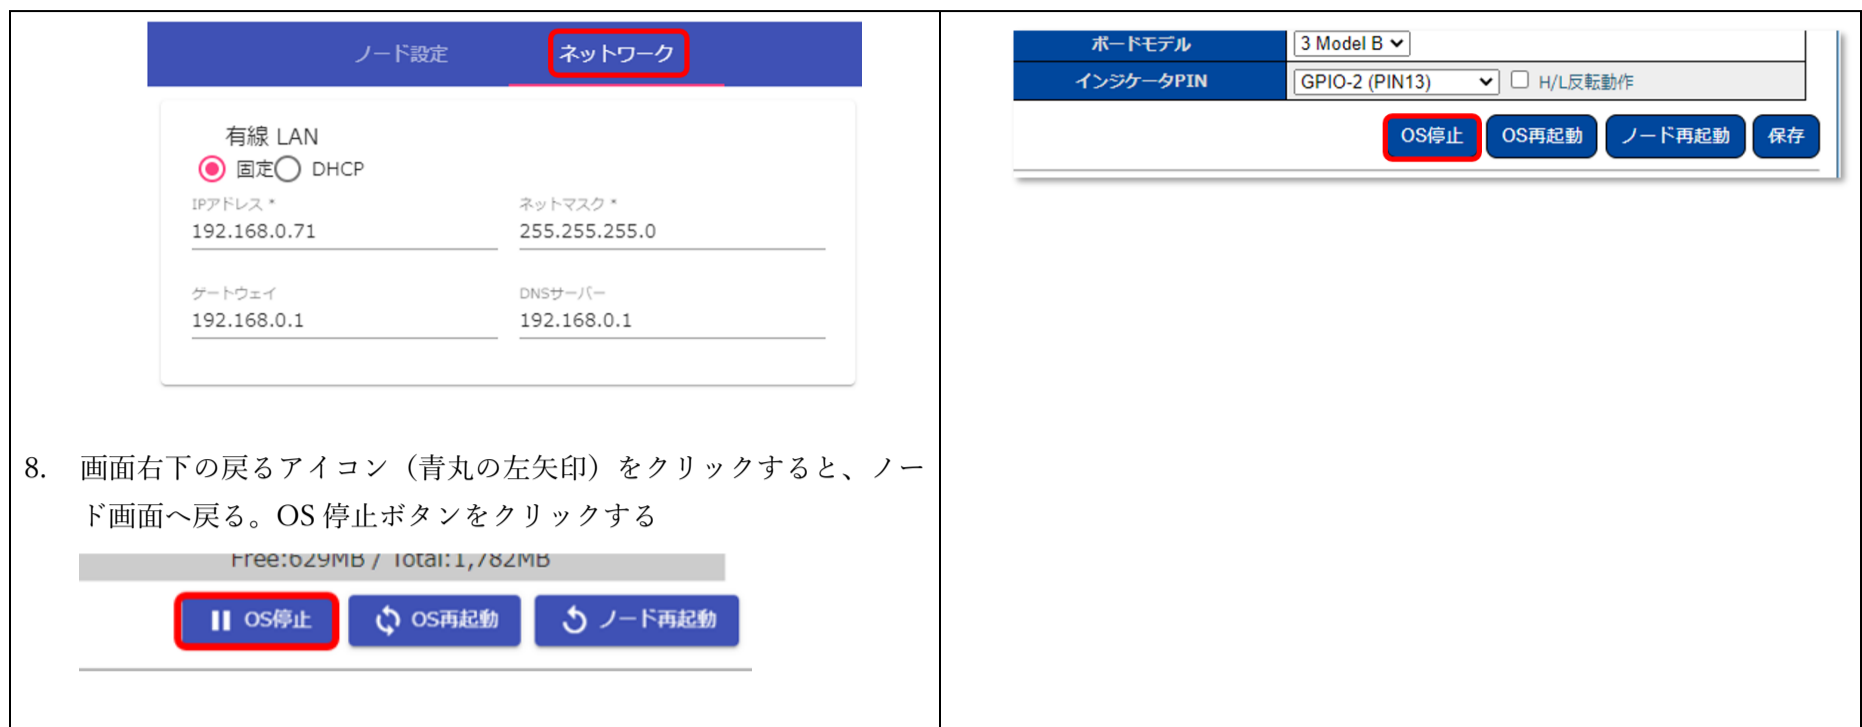 ノード設定 ネットワーク
有線 LAN
固定 DHCP
IPアドレス * ネットマスク *
192.168.0.71 255.255.255.0
ゲートウェイ DNSサーバー
192.168.0.1 192.168.0.1
8. 画面右下の戻るアイコン（青丸の左矢印）をクリックすると、ノー
ド画面へ戻る。OS 停止ボタンをクリックする
Free:629MB / Total:1,782MB
OS停止 OS再起動 ノード再起動
ボードモデル 3 Model B
インジケータPIN GPIO-2 (PIN13) H/L反転動作
OS停止 OS再起動 ノード再起動 保存